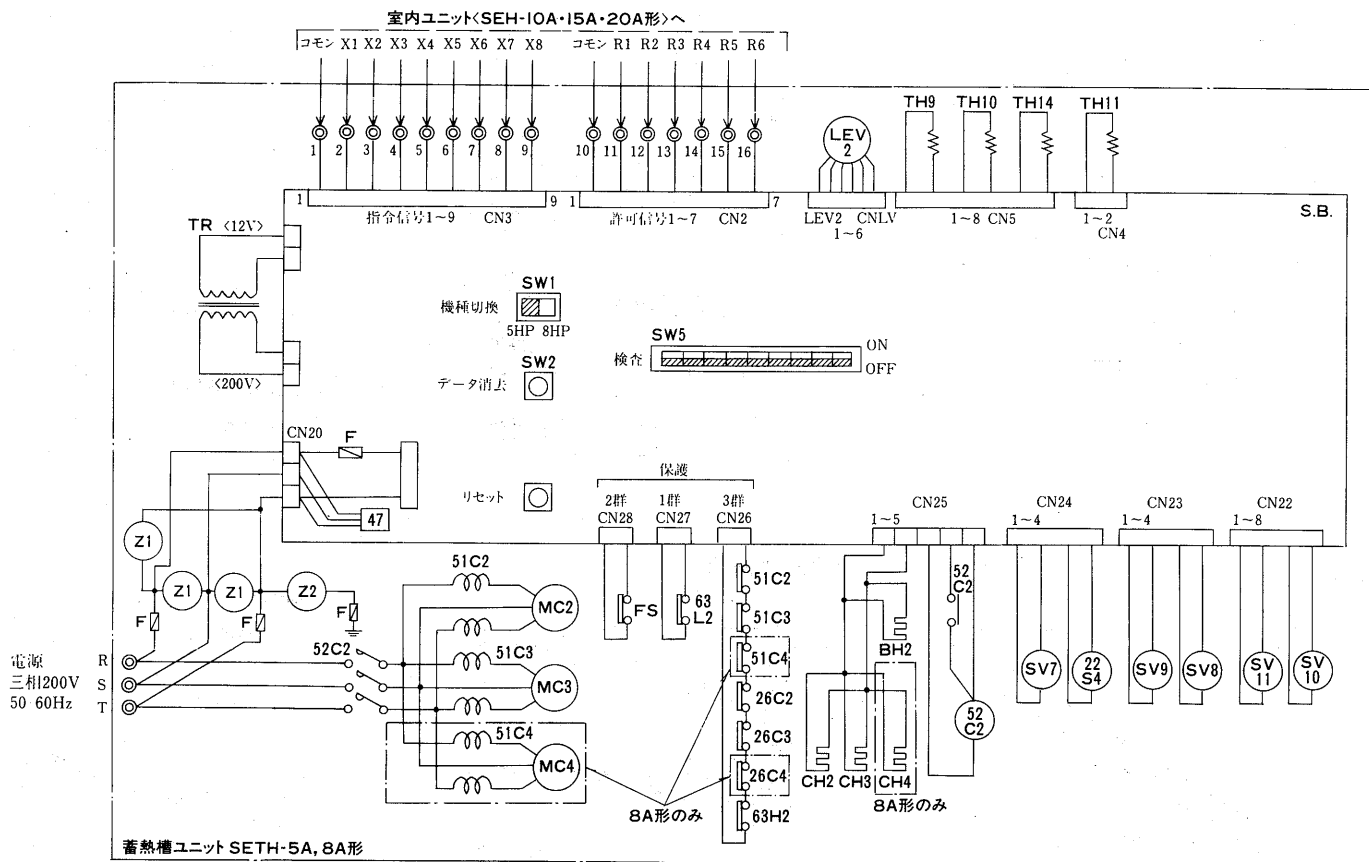 室内ユニット〈SEH-10A・15A・20A形〉へ
コモン X1 X2 X3 X4 X5 X6 X7 X8
コモン R1 R2 R3 R4 R5 R6
1 2 3 4 5 6 7 8 9
10 11 12 13 14 15 16
LEV
2
TH9 TH10 TH14 TH11
1 指令信号1~9 CN3 9
1 許可信号1~7 CN2 7
LEV2 CNLV
1~6
1~8 CN5
1~2
CN4
S.B.
TR 〈12V〉
〈200V〉
SW1
機種切換
5HP 8HP
SW2
データ消去
SW5
検査
ON
OFF
CN20
F
47
リセット
保護
2群
CN28
1群
CN27
3群
CN26
CN25
1~5
CN24
1~4
CN23
1~4
CN22
1~8
Z1
Z1
Z1
Z2
F
F
F
電源
三相200V
50 60Hz
R
S
T
52C2
51C2
MC2
51C3
MC3
51C4
MC4
FS
63
L2
51C2
51C3
51C4
26C2
26C3
26C4
63H2
8A形のみ
52
C2
BH2
CH2
CH3
CH4
8A形のみ
52
C2
SV7
22
S4
SV9
SV8
SV
11
SV
10
蓄熱槽ユニット SETH-5A, 8A形